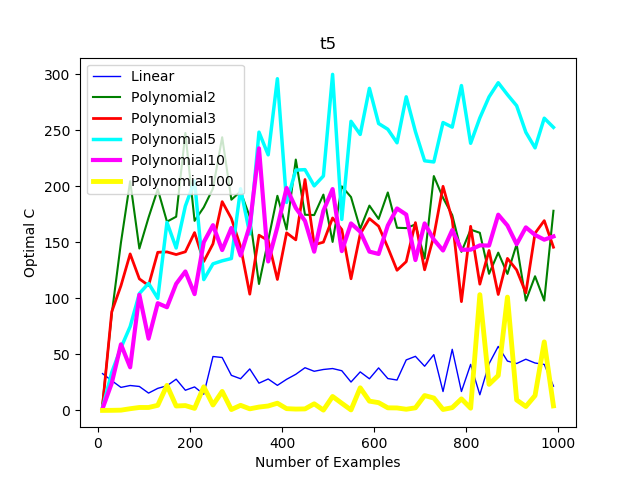 t5
Linear
Polynomial2
Polynomial3
Polynomial5
Polynomial10
Polynomial100
300
250
200
150
100
50
0
Optimal C
0 200 400 600 800 1000
Number of Examples